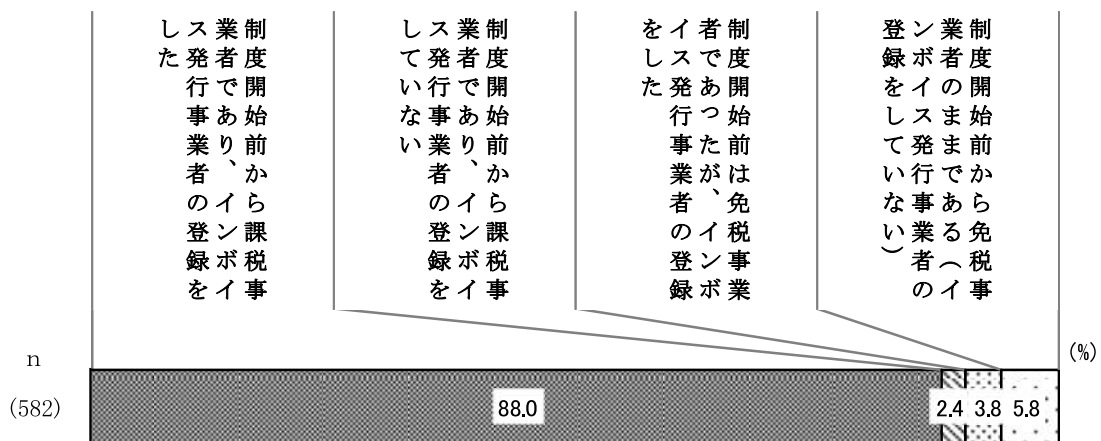 制度開始前から課税事
業者であり、インボイ
ス発行事業者の登録を
した
制度開始前から課税事
業者であり、インボイ
ス発行事業者の登録を
していない
制度開始前は免税事業
者であったが、インボ
イス発行事業者の登録
をした
制度開始前から免税事
業者のままである（イ
ンボイス発行事業者の
登録をしていない）
n
(%)
(582)
88.0
2.4
3.8
5.8